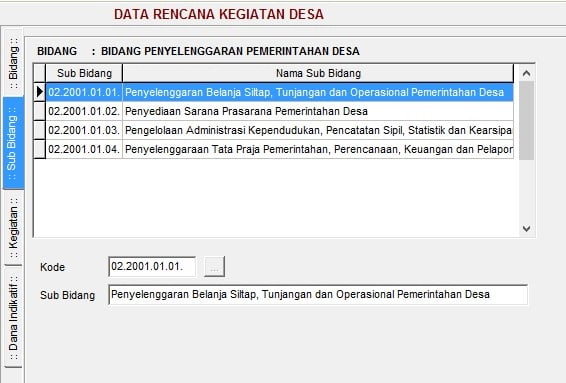 DATA RENCANA KEGIATAN DESA
:: Bidang ::
:: Sub Bidang ::
:: Kegiatan ::
:: Dana Indikatif ::
BIDANG : BIDANG PENYELENGGARAN PEMERINTAHAN DESA
Sub Bidang Nama Sub Bidang
02.2001.01.01. Penyelenggaran Belanja Siltap, Tunjangan dan Operasional Pemerintahan Desa
02.2001.01.02. Penyediaan Sarana Prasarana Pemerintahan Desa
02.2001.01.03. Pengelolaan Administrasi Kependudukan, Pencatatan Sipil, Statistik dan Kearsipa
02.2001.01.04. Penyelenggaraan Tata Praja Pemerintahan, Perencanaan, Keuangan dan Pelapor
Kode 02.2001.01.01. ...
Sub Bidang Penyelenggaran Belanja Siltap, Tunjangan dan Operasional Pemerintahan Desa